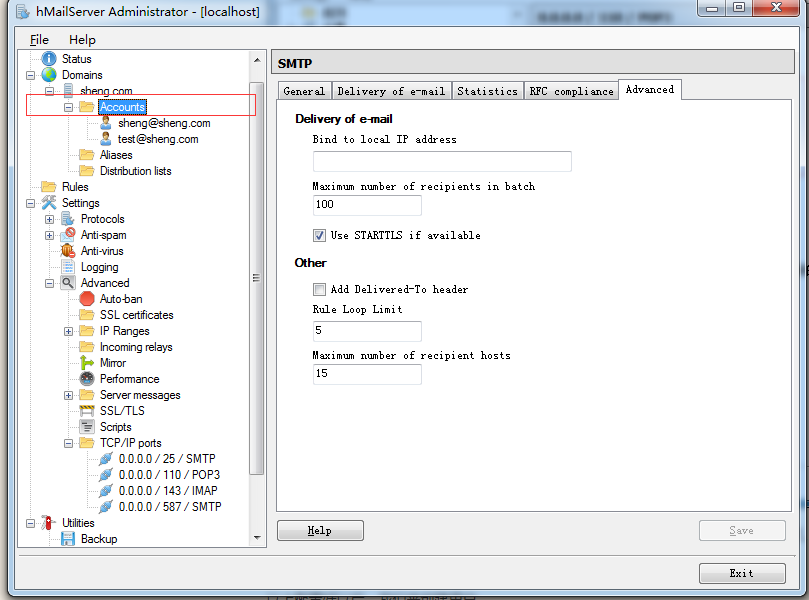 hMailServer Administrator - [localhost]
File Help
Status
Domains
sheng.com
Accounts
sheng@sheng.com
test@sheng.com
Aliases
Distribution lists
Rules
Settings
Protocols
Anti-spam
Anti-virus
Logging
Advanced
Auto-ban
SSL certificates
IP Ranges
Incoming relays
Mirror
Performance
Server messages
SSL/TLS
Scripts
TCP/IP ports
0.0.0.0 / 25 / SMTP
0.0.0.0 / 110 / POP3
0.0.0.0 / 143 / IMAP
0.0.0.0 / 587 / SMTP
Utilities
Backup
SMTP
General Delivery of e-mail Statistics RFC compliance Advanced
Delivery of e-mail
Bind to local IP address
Maximum number of recipients in batch
100
Use STARTTLS if available
Other
Add Delivered-To header
Rule Loop Limit
5
Maximum number of recipient hosts
15
Help Save
Exit